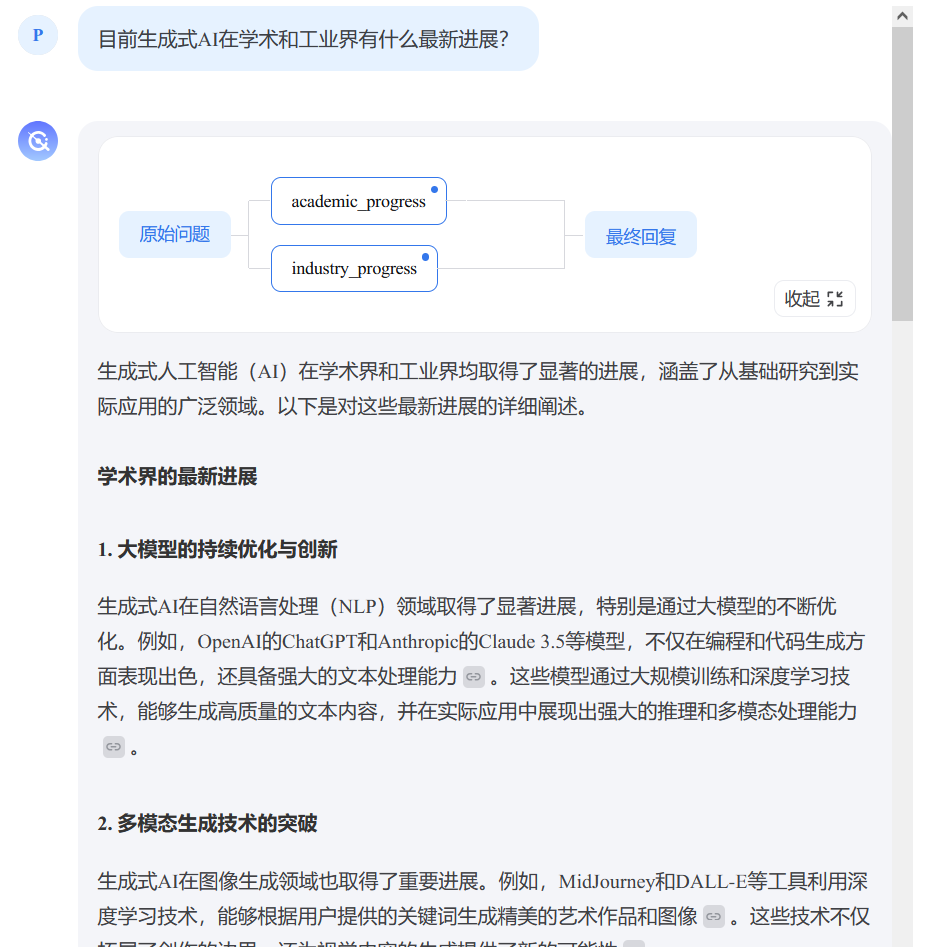 P
目前生成式AI在学术和工业界有什么最新进展？
原始问题
academic_progress
industry_progress
最终回复
收起
生成式人工智能（AI）在学术界和工业界均取得了显著的进展，涵盖了从基础研究到实
际应用的广泛领域。以下是对这些最新进展的详细阐述。
学术界的最新进展
1. 大模型的持续优化与创新
生成式AI在自然语言处理（NLP）领域取得了显著进展，特别是通过大模型的不断优
化。例如，OpenAI的ChatGPT和Anthropic的Claude 3.5等模型，不仅在编程和代码生成方
面表现出色，还具备强大的文本处理能力 。这些模型通过大规模训练和深度学习技
术，能够生成高质量的文本内容，并在实际应用中展现出强大的推理和多模态处理能力
。
2. 多模态生成技术的突破
生成式AI在图像生成领域也取得了重要进展。例如，MidJourney和DALL-E等工具利用深
度学习技术，能够根据用户提供的关键词生成精美的艺术作品和图像 。这些技术不仅